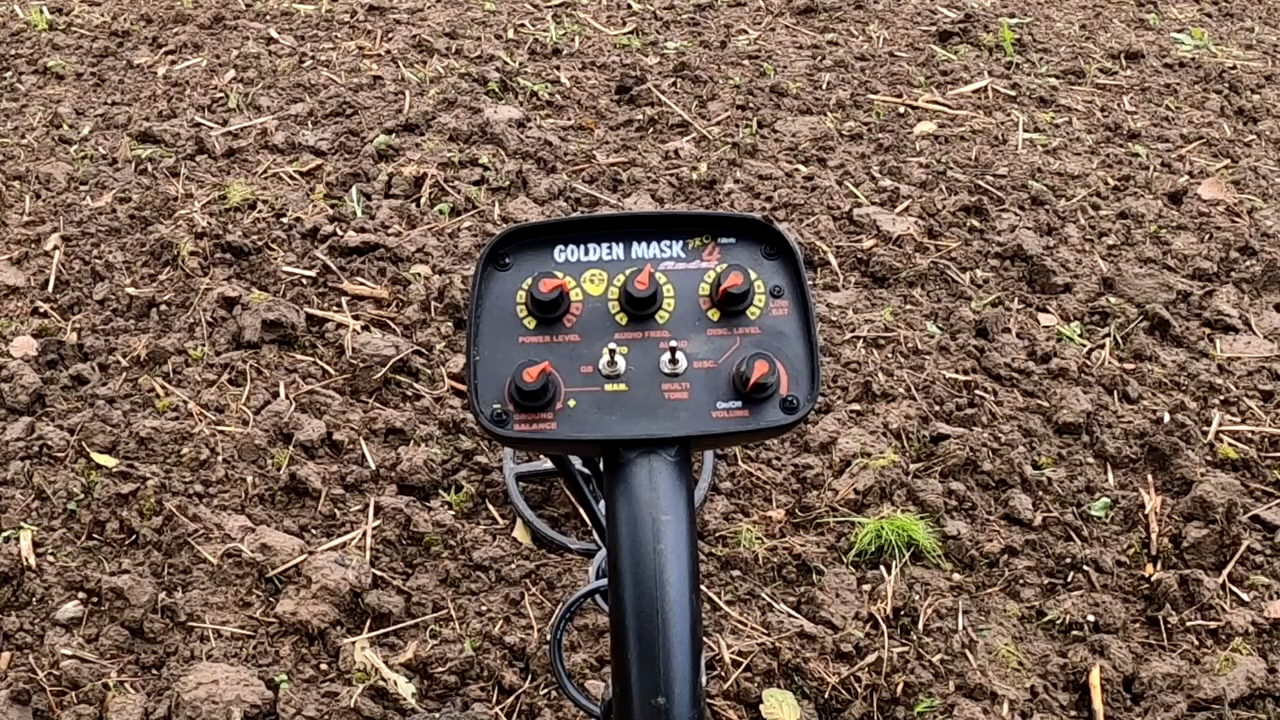 GOLDEN MASK PRO 4
POWER LEVEL
AUDIO FREQ.
DISC. LEVEL
LOW
BAT
AUDIO
GB
DISC.
MAN.
MULTI
TONE
GROUND
BALANCE
On/Off
VOLUME